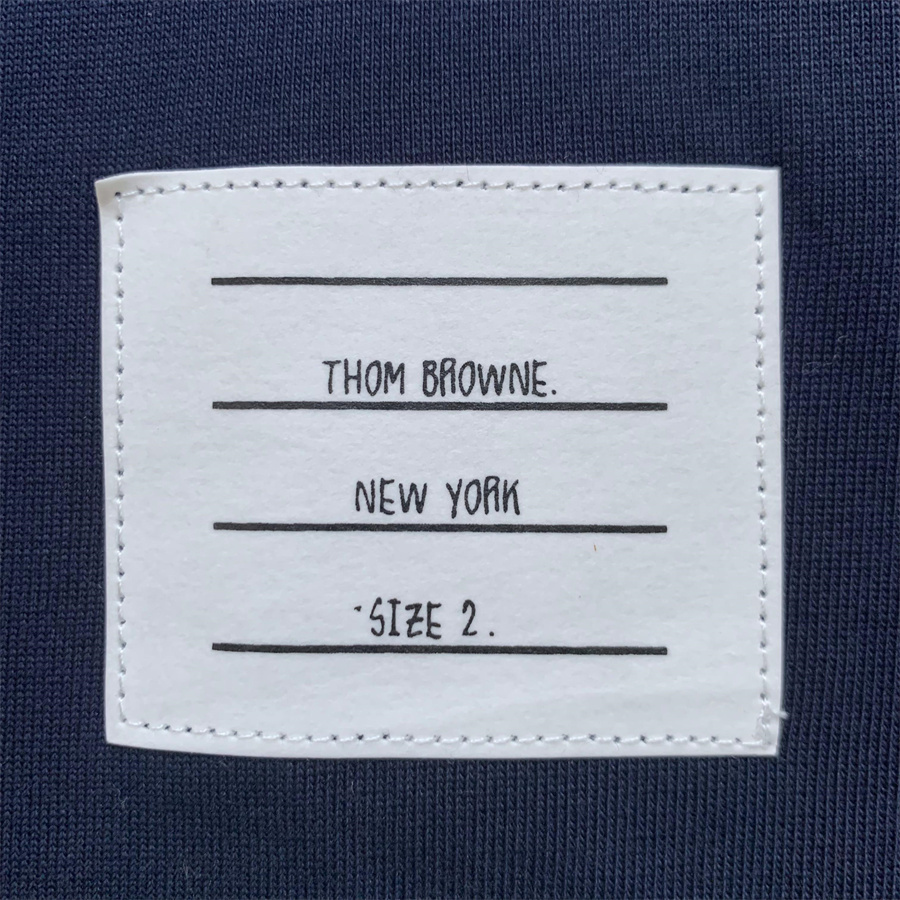 THOM BROWNE.
NEW YORK
SIZE 2.